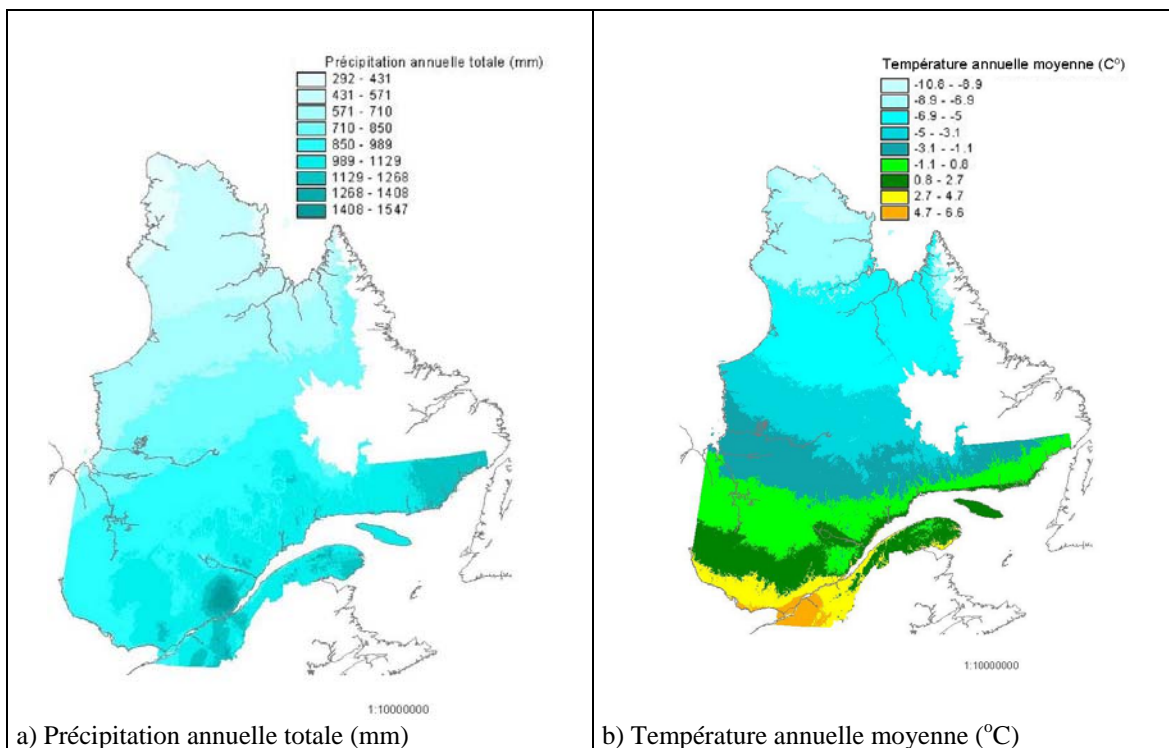 Précipitation annuelle totale (mm)
292 - 431
431 - 571
571 - 710
710 - 850
850 - 989
989 - 1129
1129 - 1268
1268 - 1408
1408 - 1547
1:10000000
a) Précipitation annuelle totale (mm)
Température annuelle moyenne (C°)
-10.8 - -8.9
-8.9 - -6.9
-6.9 - -5
-5 - -3.1
-3.1 - -1.1
-1.1 - 0.8
0.8 - 2.7
2.7 - 4.7
4.7 - 6.6
1:10000000
b) Température annuelle moyenne (°C)